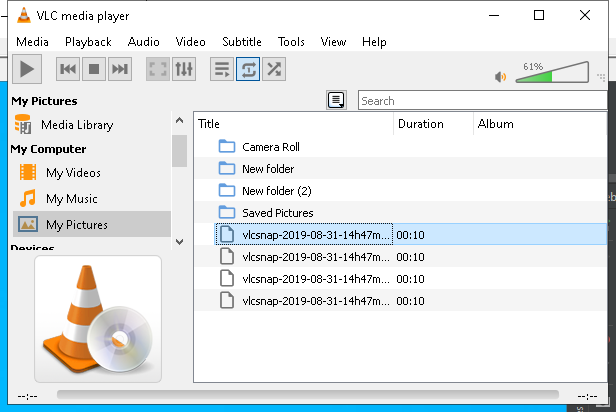 VLC media player
Media Playback Audio Video Subtitle Tools View Help
61%
Search
My Pictures
Media Library
My Computer
My Videos
My Music
My Pictures
Devices
Title Duration Album
Camera Roll
New folder
New folder (2)
Saved Pictures
vlcsnap-2019-08-31-14h47m... 00:10
vlcsnap-2019-08-31-14h47m... 00:10
vlcsnap-2019-08-31-14h47m... 00:10
vlcsnap-2019-08-31-14h47m... 00:10
--:-- --:--